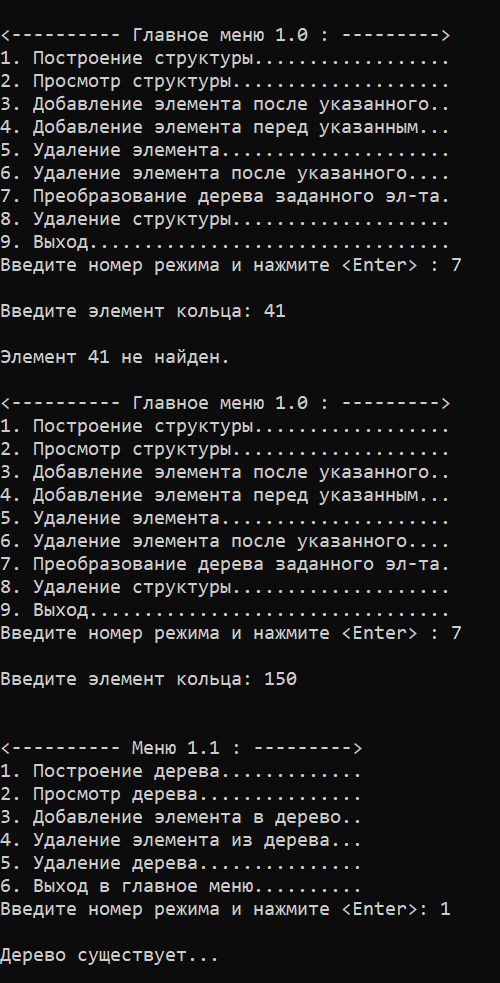 <---------- Главное меню 1.0 : --------->
1. Построение структуры..................
2. Просмотр структуры....................
3. Добавление элемента после указанного..
4. Добавление элемента перед указанным...
5. Удаление элемента.....................
6. Удаление элемента после указанного....
7. Преобразование дерева заданного эл-та.
8. Удаление структуры....................
9. Выход.................................
Введите номер режима и нажмите <Enter> : 7
Введите элемент кольца: 41
Элемент 41 не найден.
<---------- Главное меню 1.0 : --------->
1. Построение структуры..................
2. Просмотр структуры....................
3. Добавление элемента после указанного..
4. Добавление элемента перед указанным...
5. Удаление элемента.....................
6. Удаление элемента после указанного....
7. Преобразование дерева заданного эл-та.
8. Удаление структуры....................
9. Выход.................................
Введите номер режима и нажмите <Enter> : 7
Введите элемент кольца: 150
<---------- Меню 1.1 : --------->
1. Построение дерева.............
2. Просмотр дерева...............
3. Добавление элемента в дерево..
4. Удаление элемента из дерева...
5. Удаление дерева...............
6. Выход в главное меню..........
Введите номер режима и нажмите <Enter>: 1
Дерево существует...